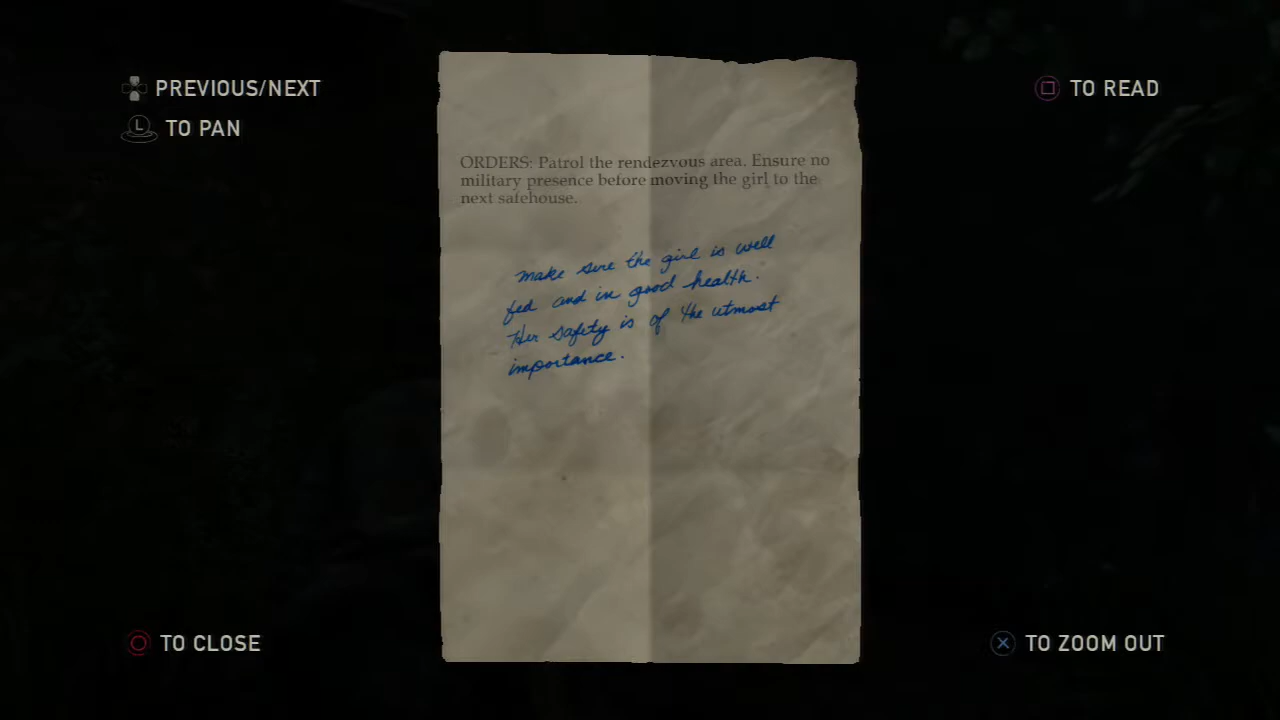 PREVIOUS/NEXT
L TO PAN
TO READ
ORDERS: Patrol the rendezvous area. Ensure no
military presence before moving the girl to the
next safehouse.
Make sure the girl is well
fed and in good health.
Her safety is of the utmost
importance.
TO CLOSE
TO ZOOM OUT